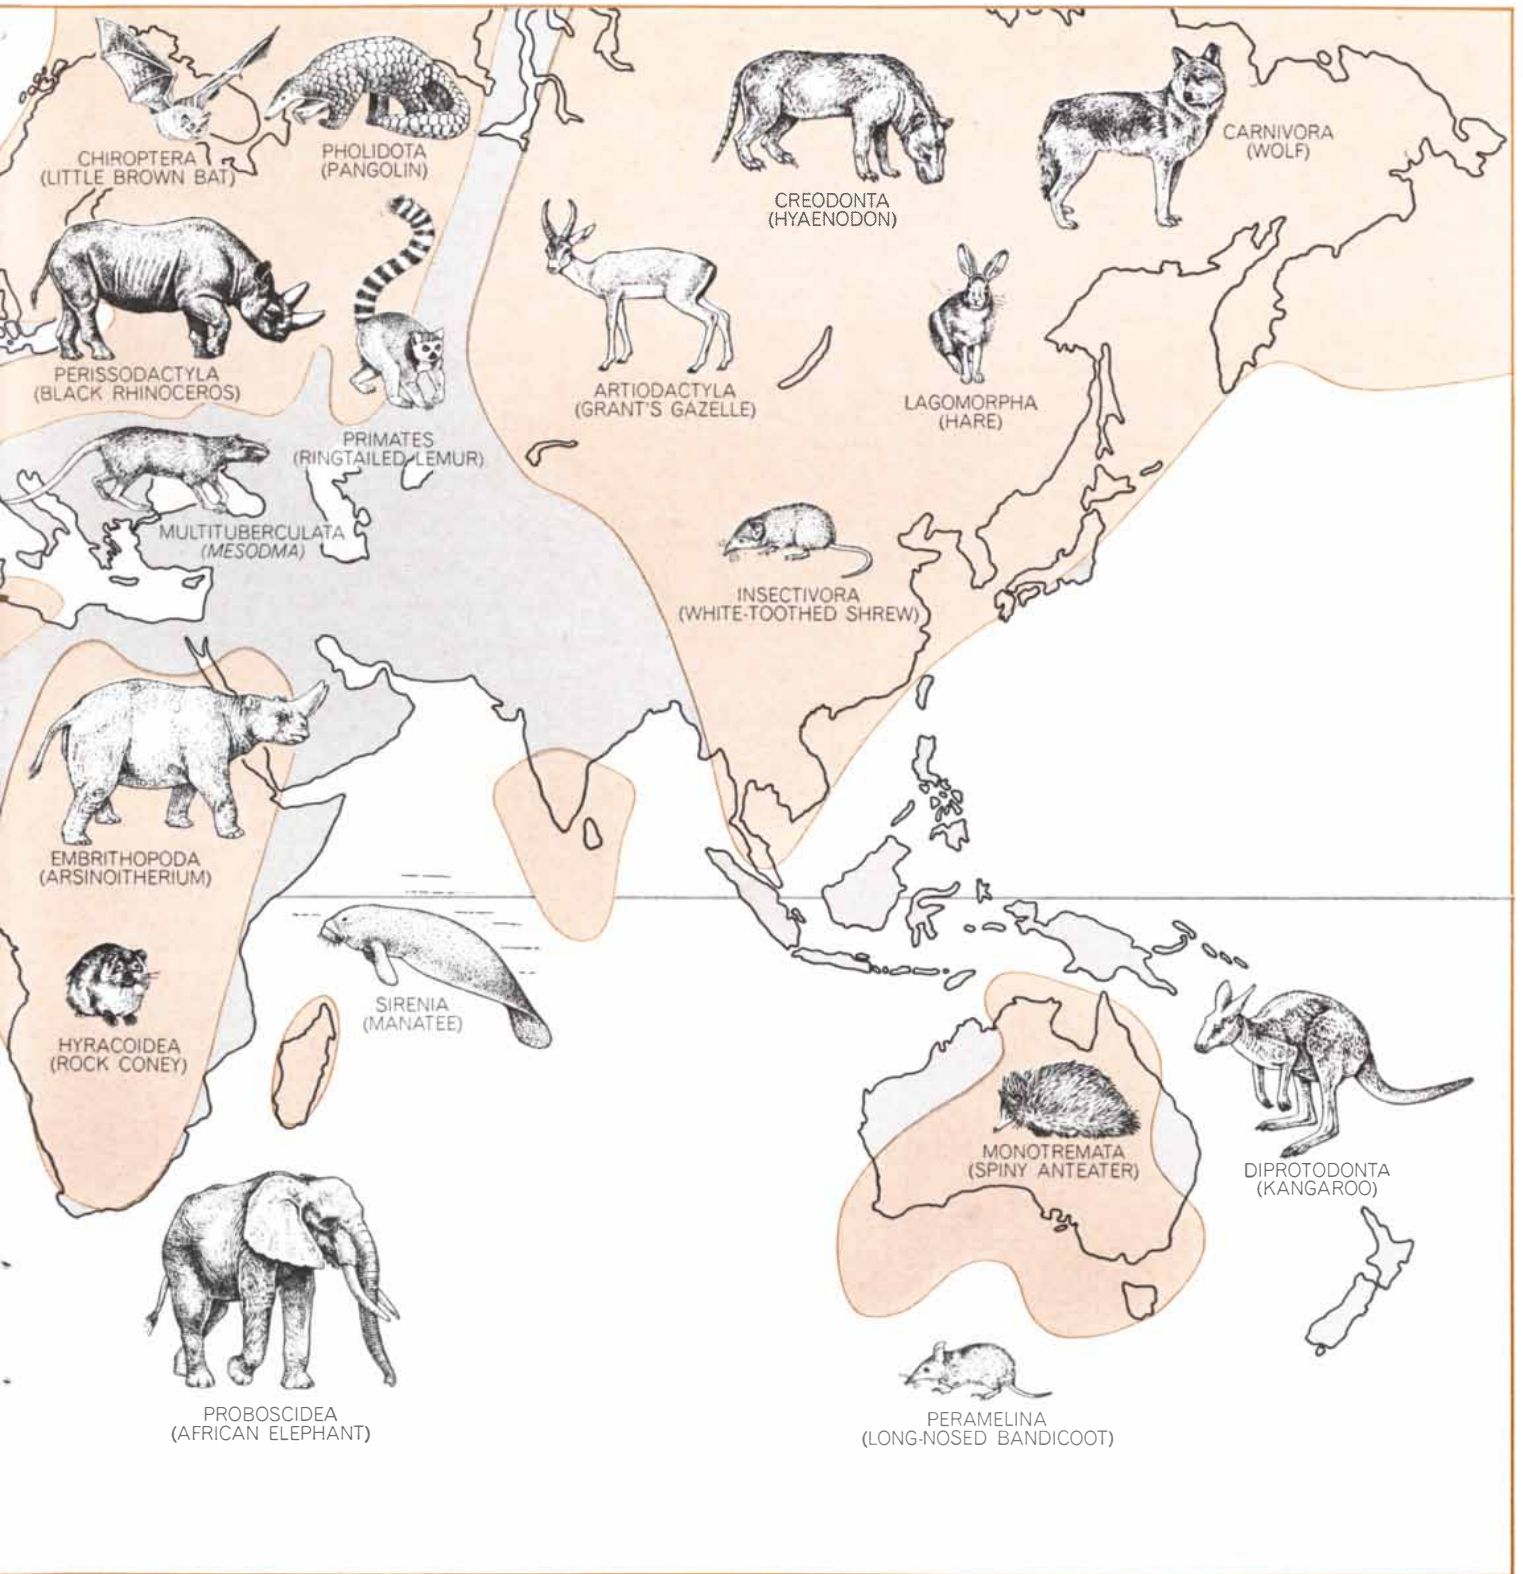 CHIROPTERA
(LITTLE BROWN BAT)
PHOLIDOTA
(PANGOLIN)
CREODONTA
(HYAENODON)
CARNIVORA
(WOLF)
PERISSODACTYLA
(BLACK RHINOCEROS)
PRIMATES
(RINGTAILED LEMUR)
ARTIODACTYLA
(GRANT'S GAZELLE)
LAGOMORPHA
(HARE)
MULTITUBERCULATA
(MESODMA)
INSECTIVORA
(WHITE-TOOTHED SHREW)
EMBRITHOPODA
(ARSINOITHERIUM)
HYRACOIDEA
(ROCK CONEY)
SIRENIA
(MANATEE)
MONOTREMATA
(SPINY ANTEATER)
DIPROTODONTA
(KANGAROO)
PROBOSCIDEA
(AFRICAN ELEPHANT)
PERAMELINA
(LONG-NOSED BANDICOOT)